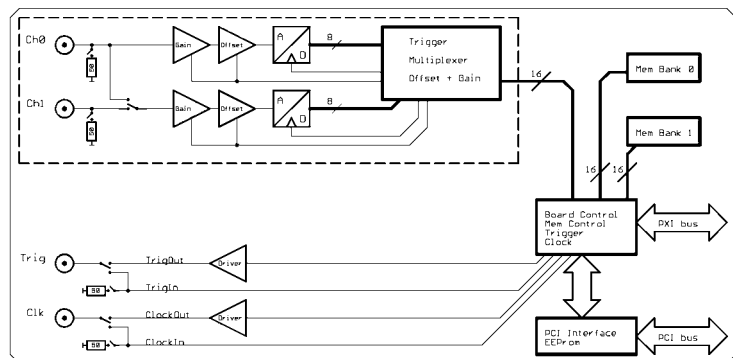 Ch0
50
Gain
Offset
A
D
8
Trigger
Multiplexer
Offset + Gain
16
Mem Bank 0
Ch1
50
Gain
Offset
A
D
8
Mem Bank 1
16
16
Board Control
Mem Control
Trigger
Clock
PXI bus
Trig
TrigOut
Driver
50
TrigIn
Clk
ClockOut
Driver
50
ClockIn
PCI Interface
EEProm
PCI bus